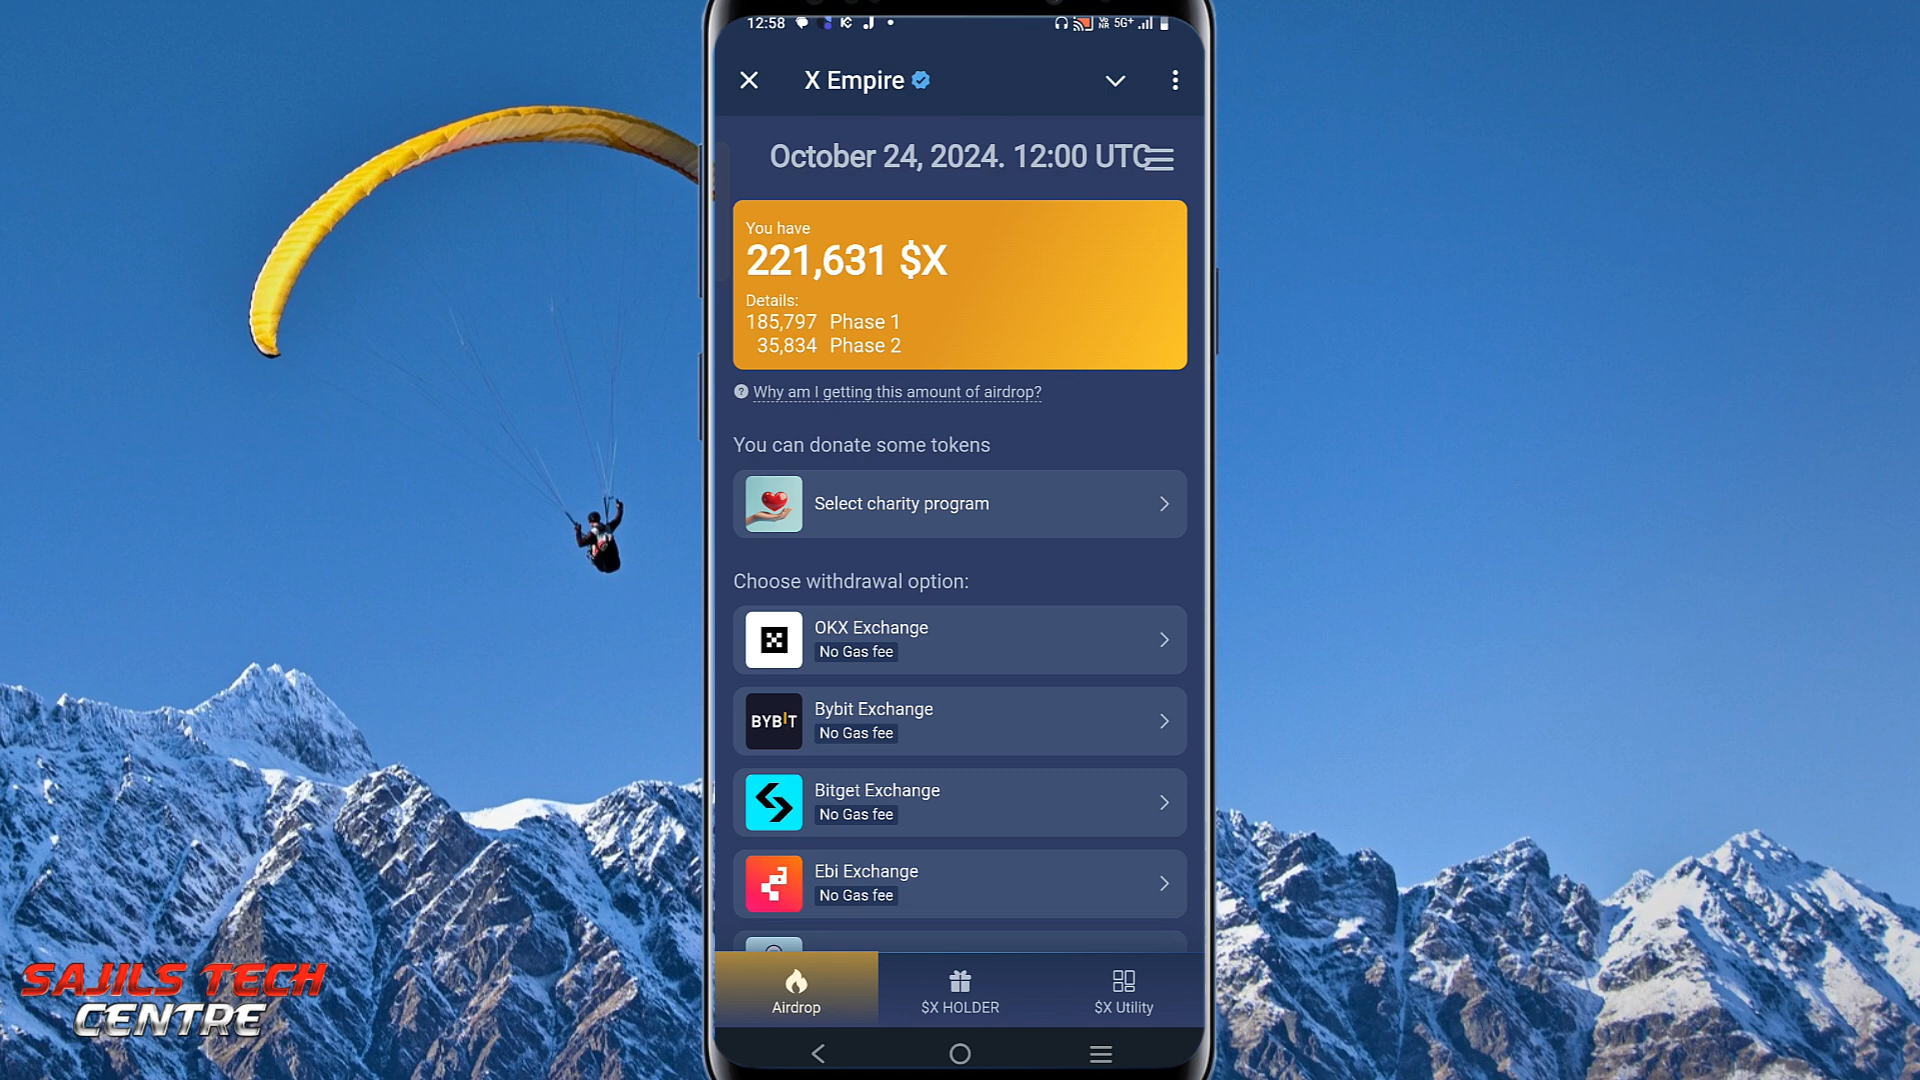 12:58
5G+
X Empire
October 24, 2024. 12:00 UTC
You have
221,631 $X
Details:
185,797 Phase 1
35,834 Phase 2
Why am I getting this amount of airdrop?
You can donate some tokens
Select charity program
Choose withdrawal option:
OKX Exchange
No Gas fee
BYBIT
Bybit Exchange
No Gas fee
Bitget Exchange
No Gas fee
Ebi Exchange
No Gas fee
Airdrop
$X HOLDER
$X Utility
SAJILS TECH
CENTRE